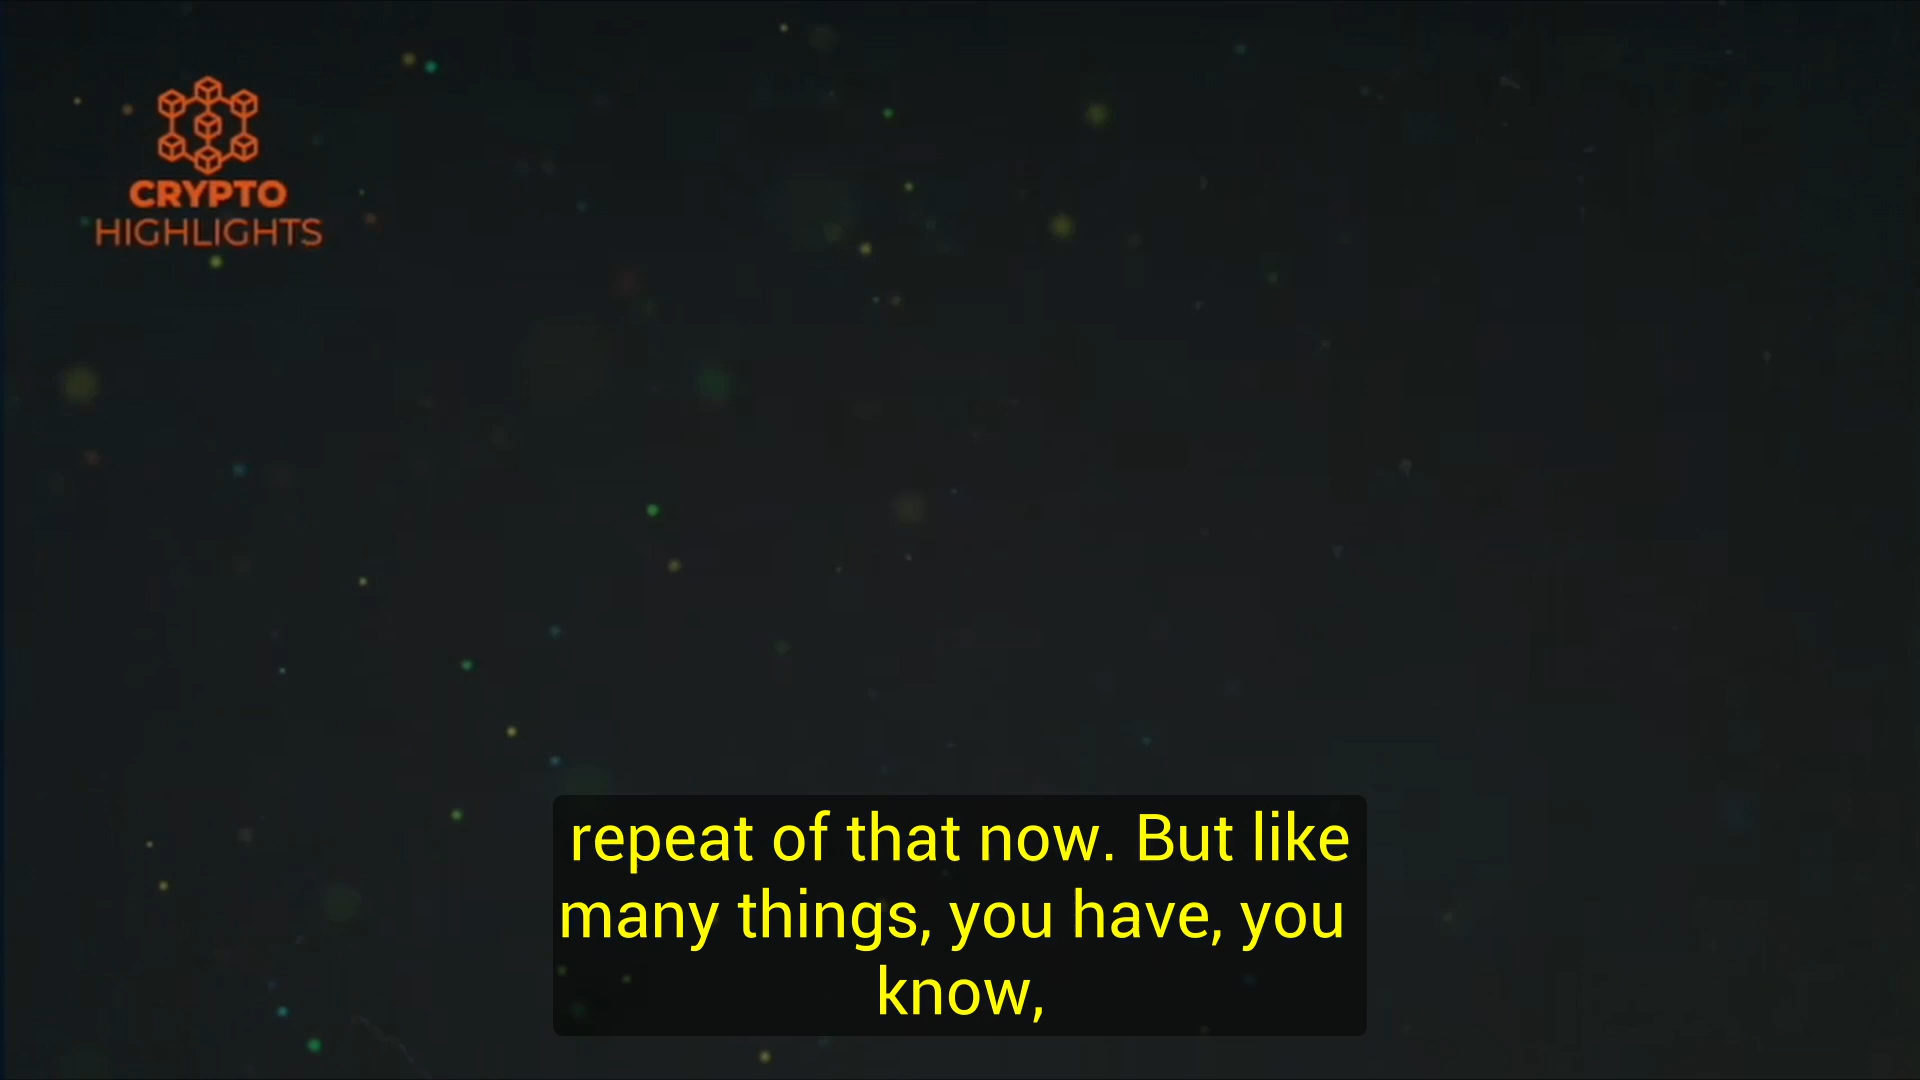 CRYPTO
HIGHLIGHTS
repeat of that now. But like
many things, you have, you
know,